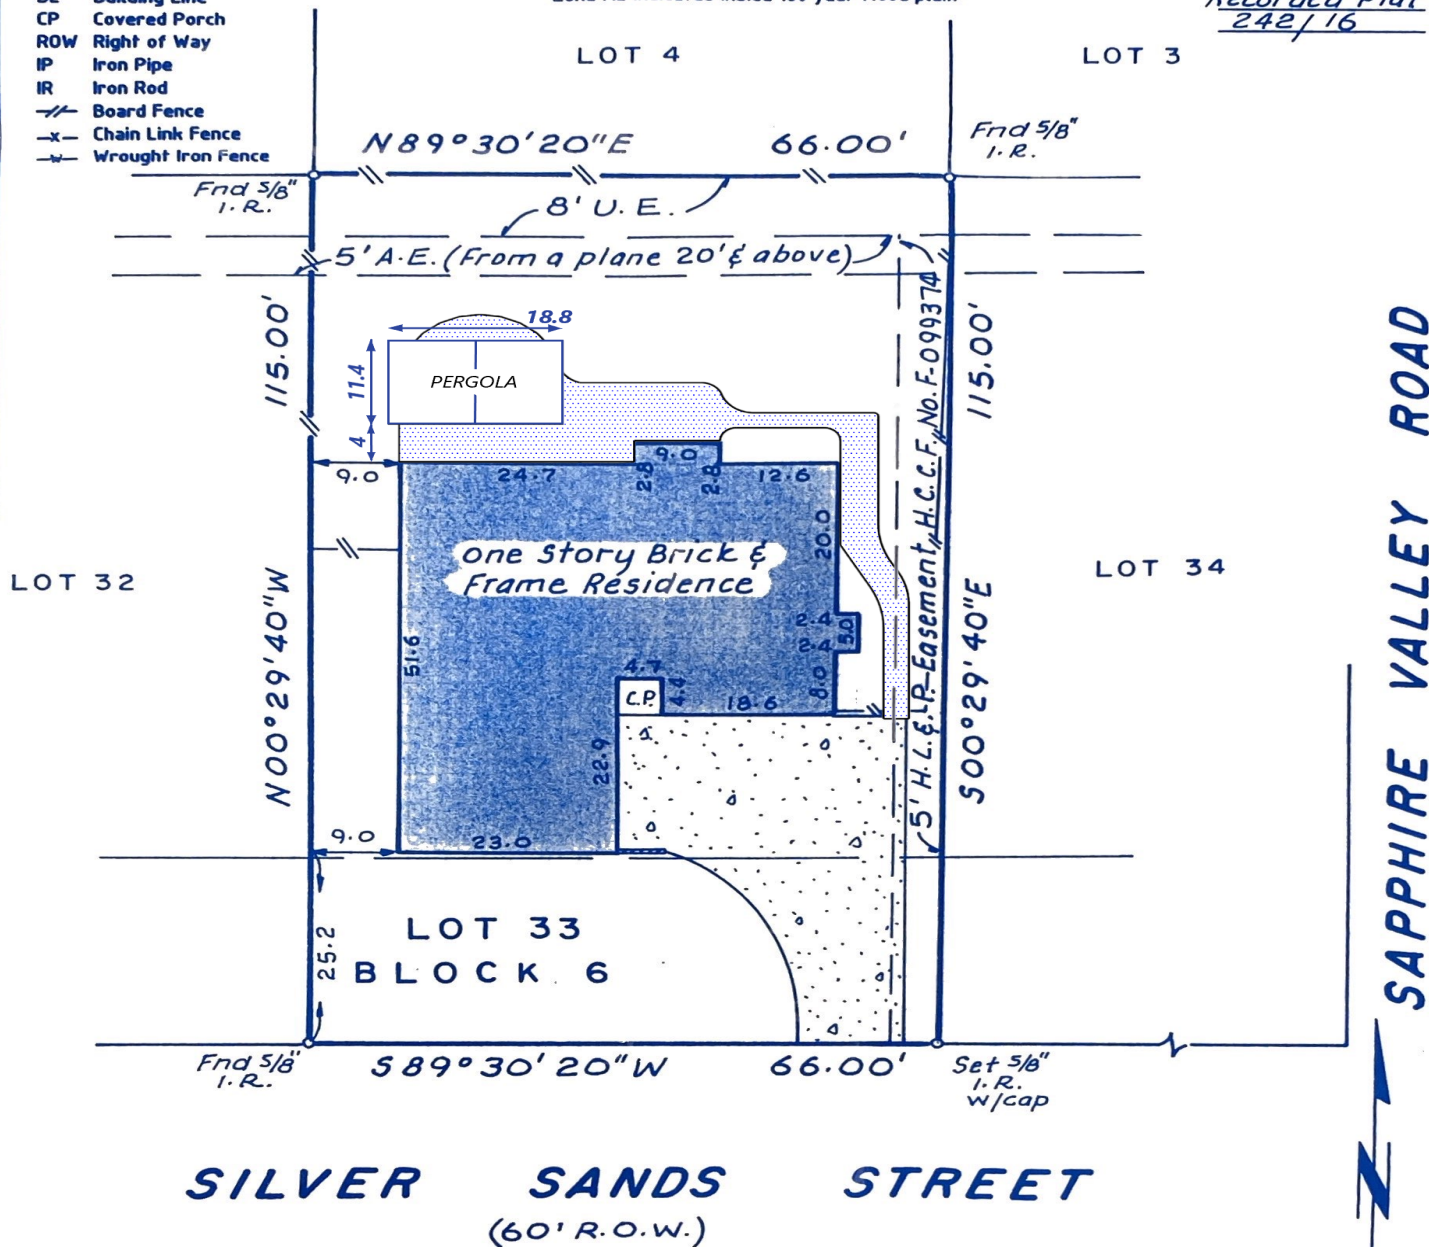 CP Covered Porch
ROW Right of Way
IP Iron Pipe
IR Iron Rod
Board Fence
-x- Chain Link Fence
-w- Wrought Iron Fence
242/16
LOT 4
LOT 3
N89°30'20"E 66.00'
Fnd 5/8"
I.R.
Fnd 5/8"
I.R.
8' U.E.
5' A.E. (From a plane 20' & above)
115.00'
N00°29'40"W
18.8
11.4
PERGOLA
4
5' H.L.&.P. Easement H.C.C.F. No. F-099374
115.00'
S00°29'40"E
9.0
24.7
2.8
9.0
2.8
12.6
20.0
One Story Brick &
Frame Residence
LOT 32
LOT 34
51.6
2.4
5.0
2.4
8.0
4.7
C.P.
4.4
18.6
22.9
9.0
23.0
25.2
LOT 33
BLOCK 6
Fnd 5/8"
I.R.
S89°30'20"W 66.00'
Set 5/8"
I.R.
w/cap
SILVER SANDS STREET
(60' R.O.W.)
SAPPHIRE VALLEY ROAD
N